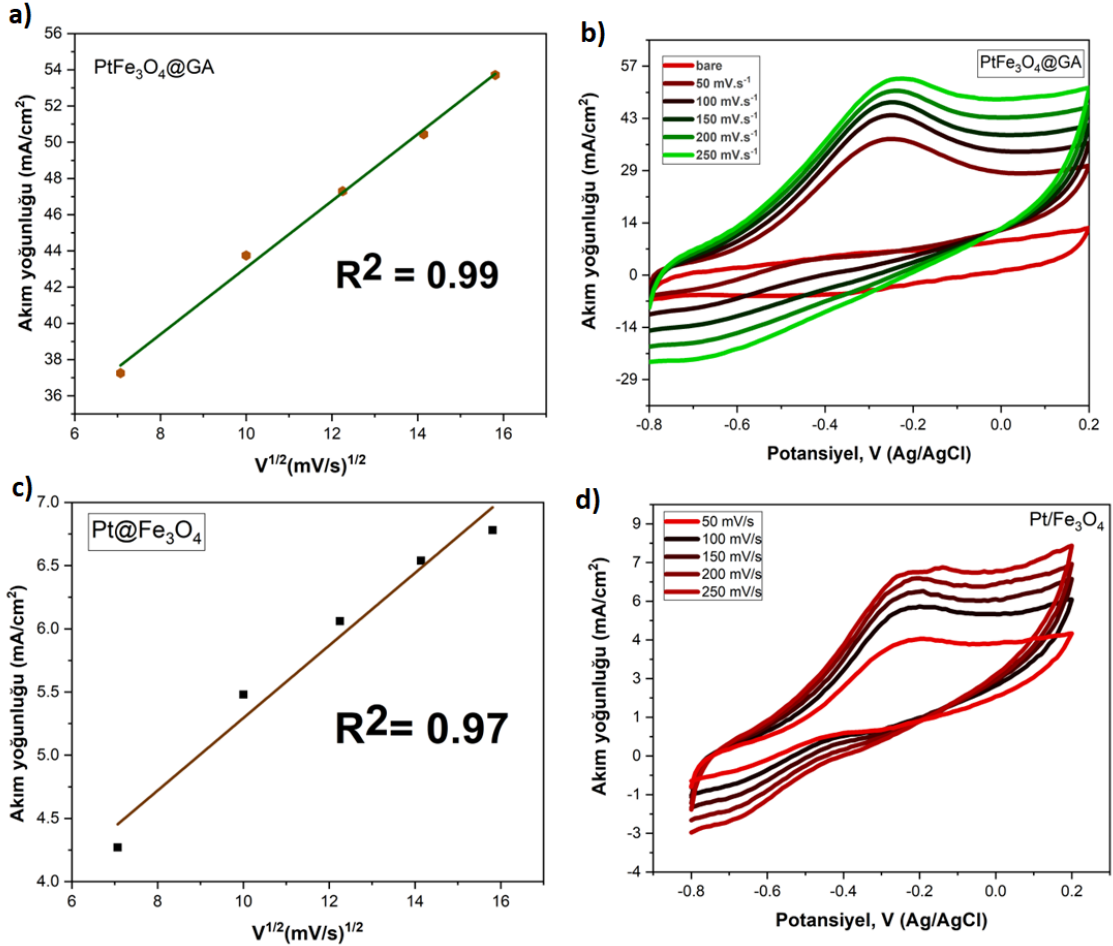 a)
PtFe₃O₄@GA
R² = 0.99
Akım yoğunluğu (mA/cm²)
56
54
52
50
48
46
44
42
40
38
36
6
8
10
12
14
16
V¹/²(mV/s)¹/²
b)
PtFe₃O₄@GA
bare
50 mV.s⁻¹
100 mV.s⁻¹
150 mV.s⁻¹
200 mV.s⁻¹
250 mV.s⁻¹
Akım yoğunluğu (mA/cm²)
57
43
29
14
0
-14
-29
-0.8
-0.6
-0.4
-0.2
0.0
0.2
Potansiyel, V (Ag/AgCl)
c)
Pt@Fe₃O₄
R²= 0.97
Akım yoğunluğu (mA/cm²)
7.0
6.5
6.0
5.5
5.0
4.5
4.0
6
8
10
12
14
16
V¹/²(mV/s)¹/²
d)
Pt/Fe₃O₄
50 mV/s
100 mV/s
150 mV/s
200 mV/s
250 mV/s
Akım yoğunluğu (mA/cm²)
9
7
6
4
3
1
0
-1
-3
-4
-0.8
-0.6
-0.4
-0.2
0.0
0.2
Potansiyel, V (Ag/AgCl)